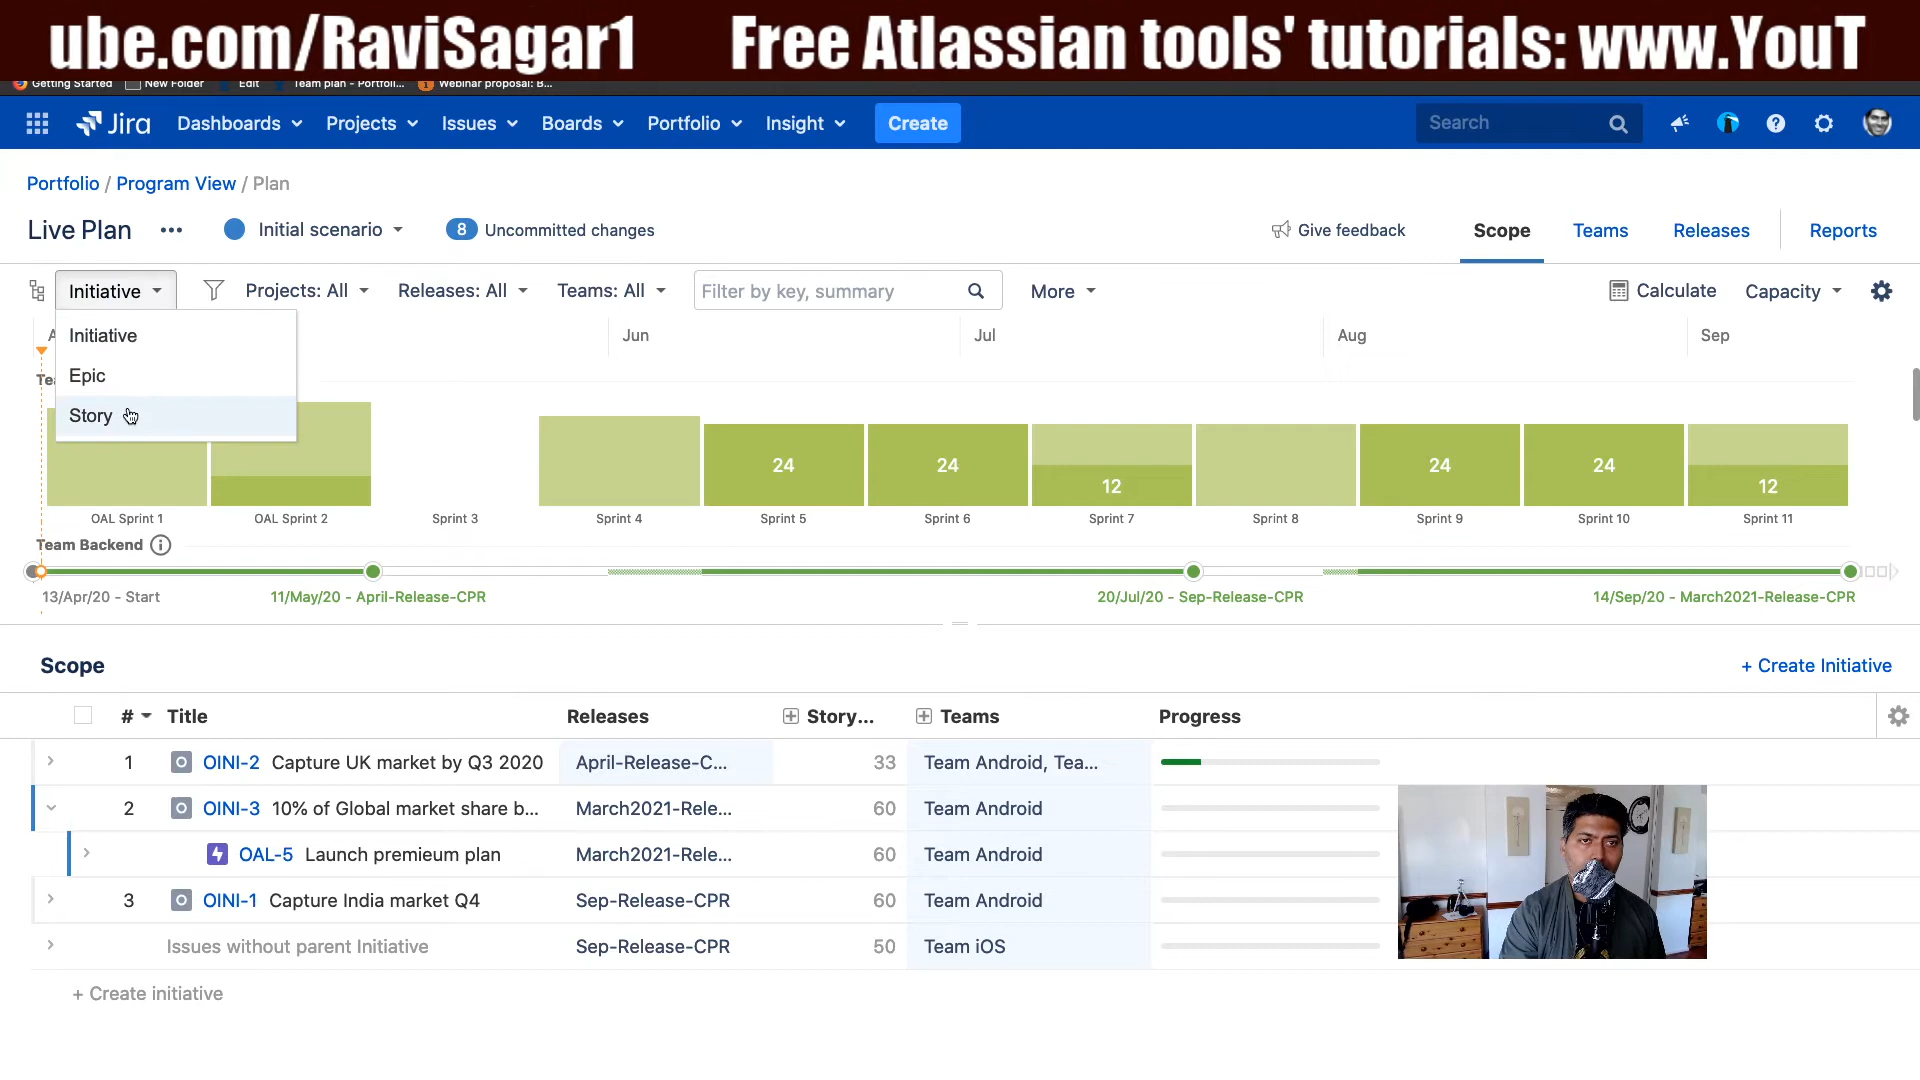 ube.com/RaviSagar1 Free Atlassian tools' tutorials: www.YouT
Getting Started New Folder Edit Team plan - Portfoli... Webinar proposal: B...
Jira Dashboards Projects Issues Boards Portfolio Insight Create Search
Portfolio / Program View / Plan
Live Plan ••• Initial scenario 8 Uncommitted changes Give feedback Scope Teams Releases Reports
Initiative Projects: All Releases: All Teams: All Filter by key, summary More Calculate Capacity
Initiative Jun Jul Aug Sep
Epic
Story
24 24 12 24 24 12
OAL Sprint 1 OAL Sprint 2 Sprint 3 Sprint 4 Sprint 5 Sprint 6 Sprint 7 Sprint 8 Sprint 9 Sprint 10 Sprint 11
Team Backend
13/Apr/20 - Start 11/May/20 - April-Release-CPR 20/Jul/20 - Sep-Release-CPR 14/Sep/20 - March2021-Release-CPR
Scope + Create Initiative
# Title Releases Story... Teams Progress
1 OINI-2 Capture UK market by Q3 2020 April-Release-C... 33 Team Android, Tea...
2 OINI-3 10% of Global market share b... March2021-Rele... 60 Team Android
OAL-5 Launch premieum plan March2021-Rele... 60 Team Android
3 OINI-1 Capture India market Q4 Sep-Release-CPR 60 Team Android
Issues without parent Initiative Sep-Release-CPR 50 Team iOS
+ Create initiative